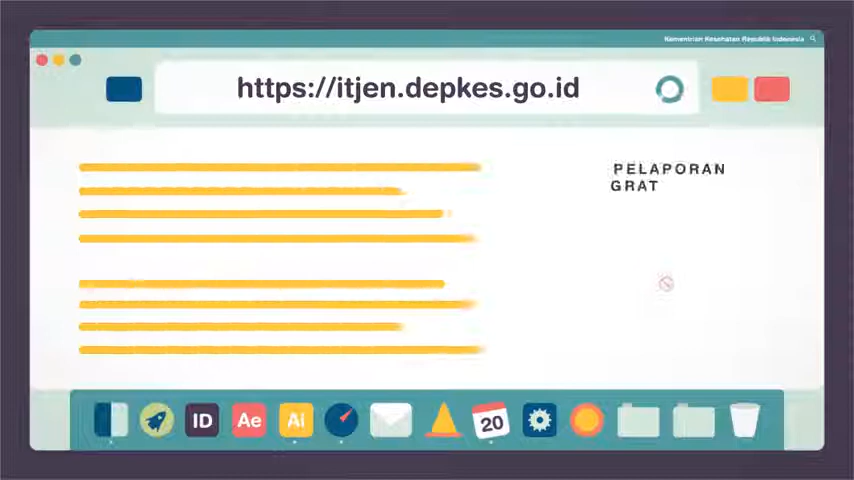 Kementrian Kesehatan Republik Indonesia
https://itjen.depkes.go.id
PELAPORAN
GRAT
ID
Ae
Ai
20